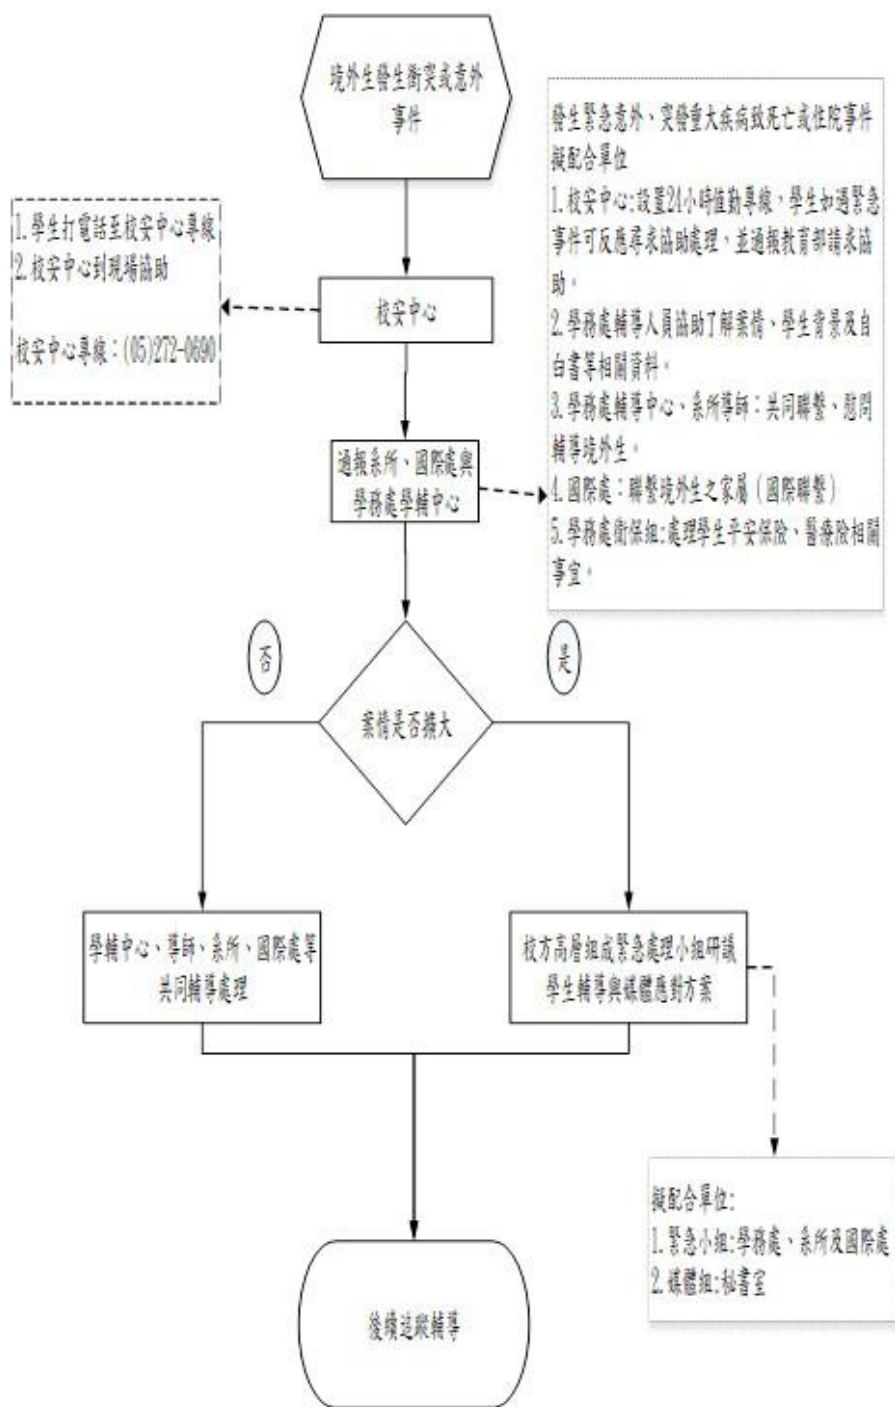 境外生發生衝突或意外
事件
發生緊急意外、突發重大疾病致死亡或住院事件
擬配合單位
1.校安中心:設置24小時值勤專線，學生如遇緊急
事件可反應尋求協助處理，並通報教育部請求協
助。
2.學務處輔導人員協助了解案情、學生背景及自
白書等相關資料。
3.學務處輔導中心、系所導師：共同聯繫、慰問
輔導境外生。
4.國際處：聯繫境外生之家屬（國際聯繫）
5.學務處衛保組:處理學生平安保險、醫療險相關
事宜。
1.學生打電話至校安中心專線
2.校安中心到現場協助
校安中心專線：(05)272-0690
校安中心
通報系所、國際處與
學務處學輔中心
否
是
案情是否擴大
學輔中心、導師、系所、國際處等
共同輔導處理
校方高層組成緊急處理小組研議
學生輔導與媒體應對方案
擬配合單位:
1.緊急小組:學務處、系所及國際處
2.媒體組:秘書室
後續追蹤輔導